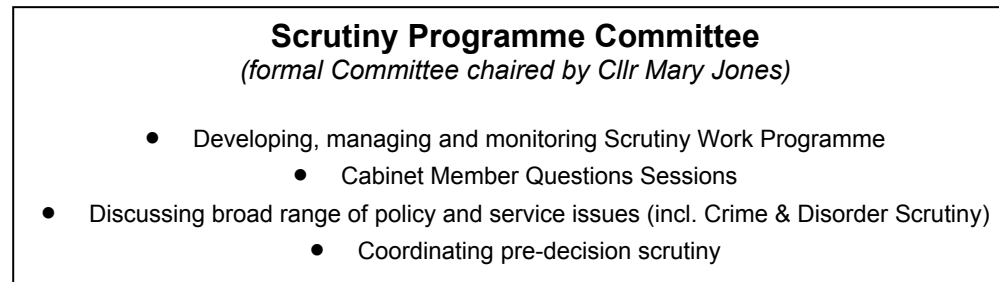 Scrutiny Programme Committee
(formal Committee chaired by Cllr Mary Jones)
● Developing, managing and monitoring Scrutiny Work Programme
● Cabinet Member Questions Sessions
● Discussing broad range of policy and service issues (incl. Crime & Disorder Scrutiny)
● Coordinating pre-decision scrutiny